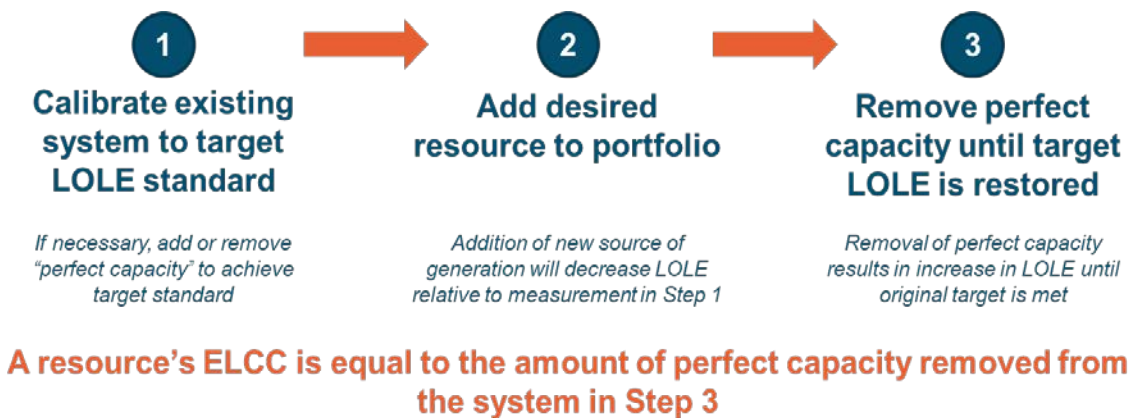 1
Calibrate existing
system to target
LOLE standard
If necessary, add or remove
"perfect capacity" to achieve
target standard
2
Add desired
resource to portfolio
Addition of new source of
generation will decrease LOLE
relative to measurement in Step 1
3
Remove perfect
capacity until target
LOLE is restored
Removal of perfect capacity
results in increase in LOLE until
original target is met
A resource's ELCC is equal to the amount of perfect capacity removed from
the system in Step 3